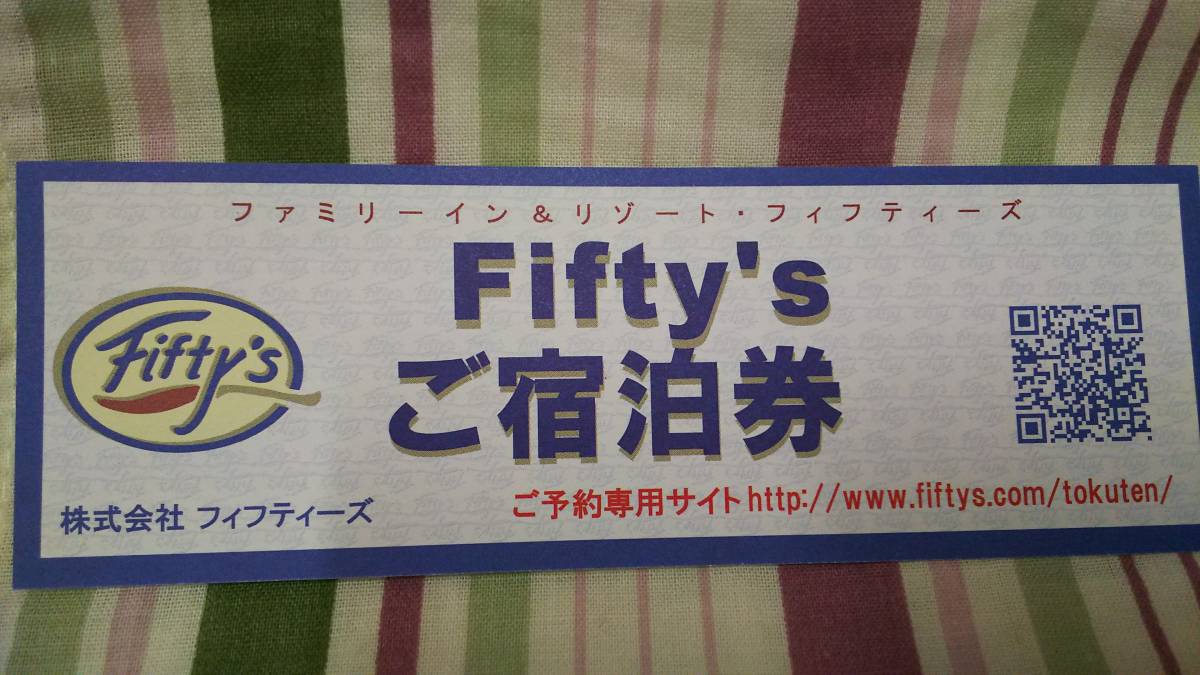 ファミリーイン&リゾート・フィフティーズ
Fifty's
ご宿泊券
Fifty's
株式会社 フィフティーズ
ご予約専用サイトhttp://www.fiftys.com/tokuten/